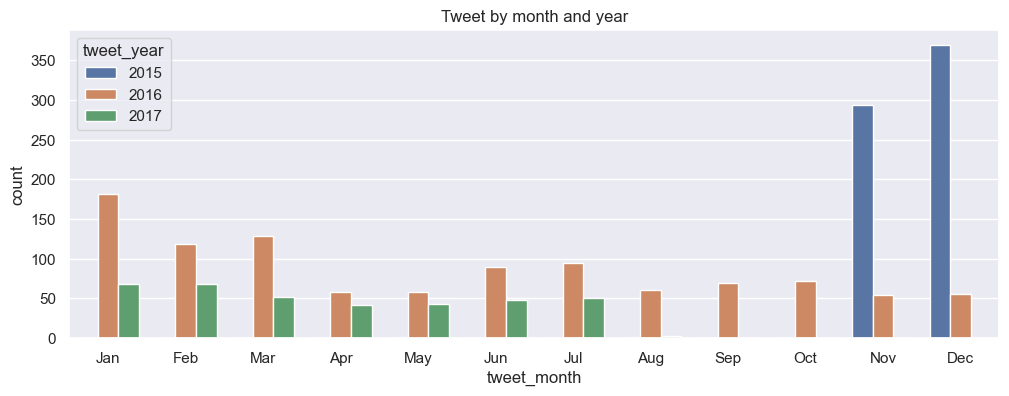 Tweet by month and year
tweet_year
2015
2016
2017
count
350
300
250
200
150
100
50
0
Jan Feb Mar Apr May Jun Jul Aug Sep Oct Nov Dec
tweet_month